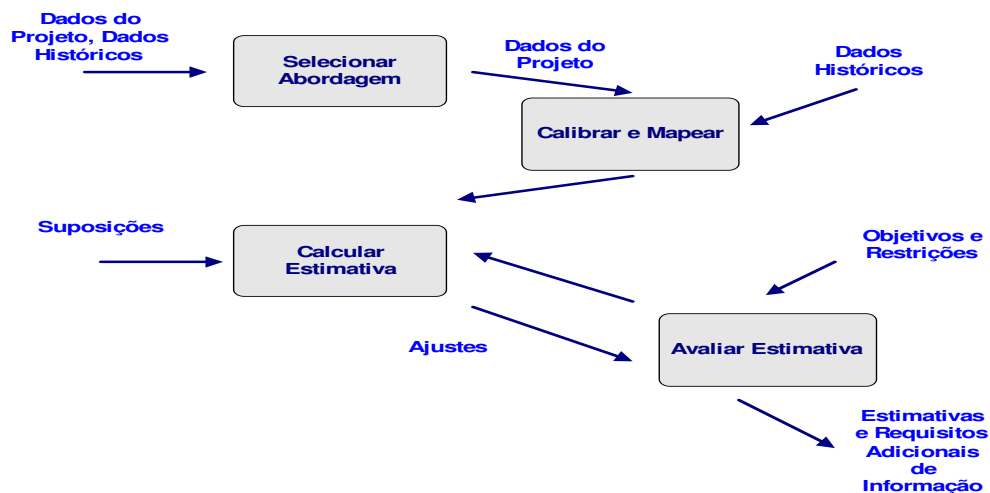 Dados do
Projeto, Dados
Históricos
Selecionar
Abordagem
Dados do
Projeto
Dados
Históricos
Calibrar e Mapear
Suposições
Calcular
Estimativa
Objetivos e
Restrições
Ajustes
Avaliar Estimativa
Estimativas
e Requisitos
Adicionais
de
Informação